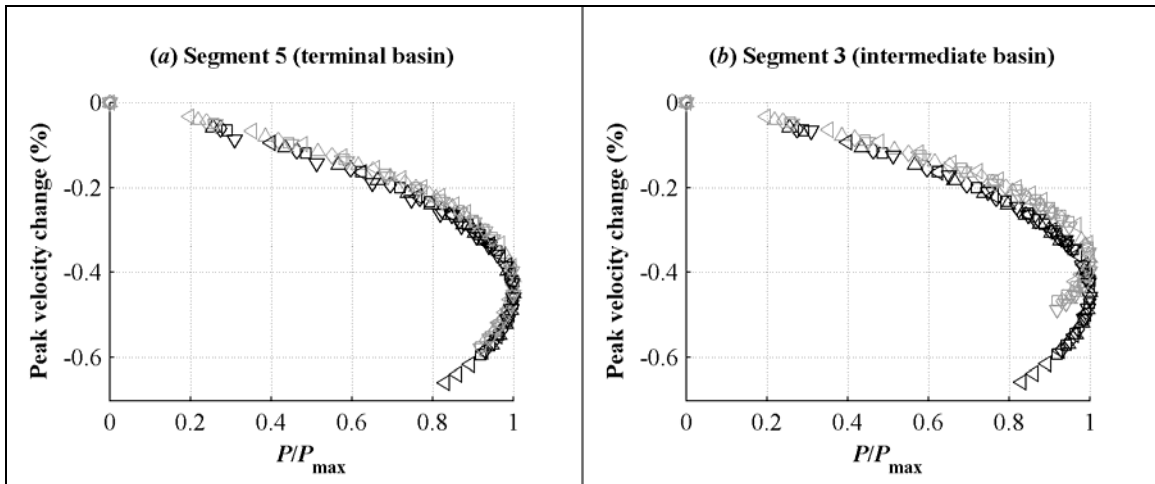 (a) Segment 5 (terminal basin)
0
-0.2
-0.4
-0.6
Peak velocity change (%)
0 0.2 0.4 0.6 0.8 1
P/Pmax
(b) Segment 3 (intermediate basin)
0
-0.2
-0.4
-0.6
Peak velocity change (%)
0 0.2 0.4 0.6 0.8 1
P/Pmax